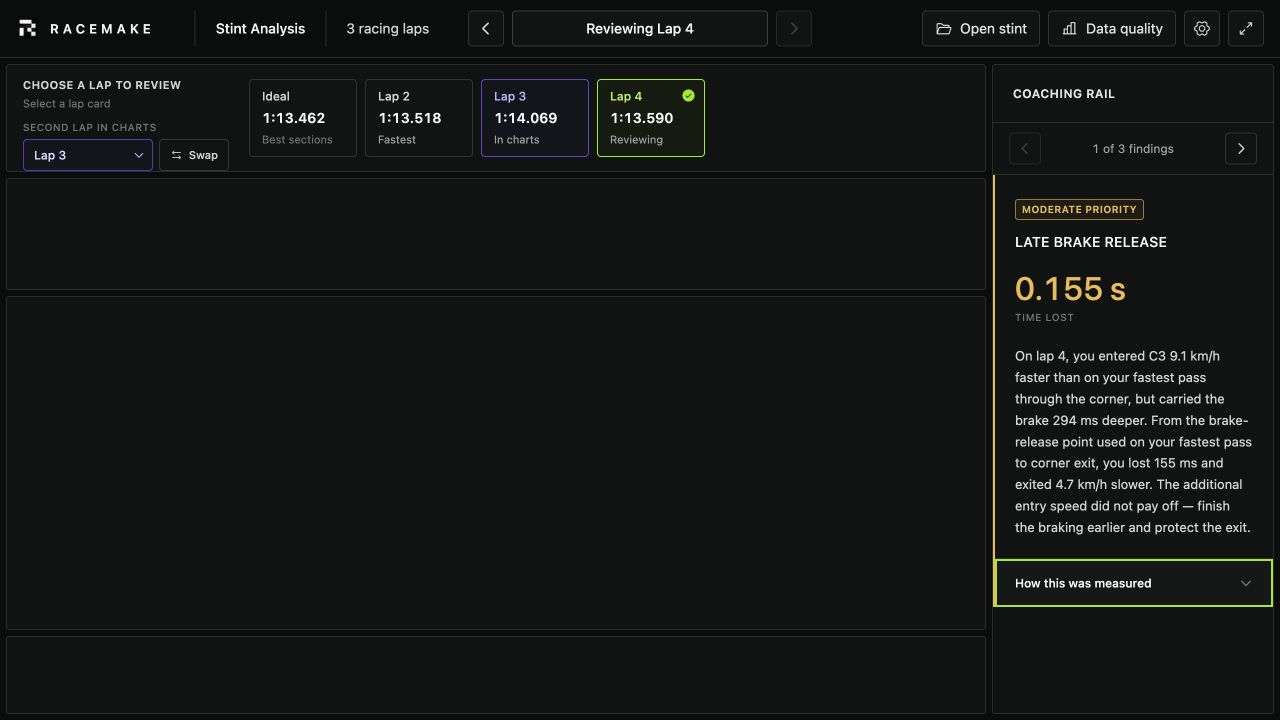 RACEMAKE
Stint Analysis
3 racing laps
Reviewing Lap 4
Open stint
Data quality
CHOOSE A LAP TO REVIEW
Select a lap card
SECOND LAP IN CHARTS
Lap 3
Swap
Ideal
1:13.462
Best sections
Lap 2
1:13.518
Fastest
Lap 3
1:14.069
In charts
Lap 4
1:13.590
Reviewing
COACHING RAIL
1 of 3 findings
MODERATE PRIORITY
LATE BRAKE RELEASE
0.155 s
TIME LOST
On lap 4, you entered C3 9.1 km/h
faster than on your fastest pass
through the corner, but carried the
brake 294 ms deeper. From the brake-
release point used on your fastest pass
to corner exit, you lost 155 ms and
exited 4.7 km/h slower. The additional
entry speed did not pay off — finish
the braking earlier and protect the exit.
How this was measured